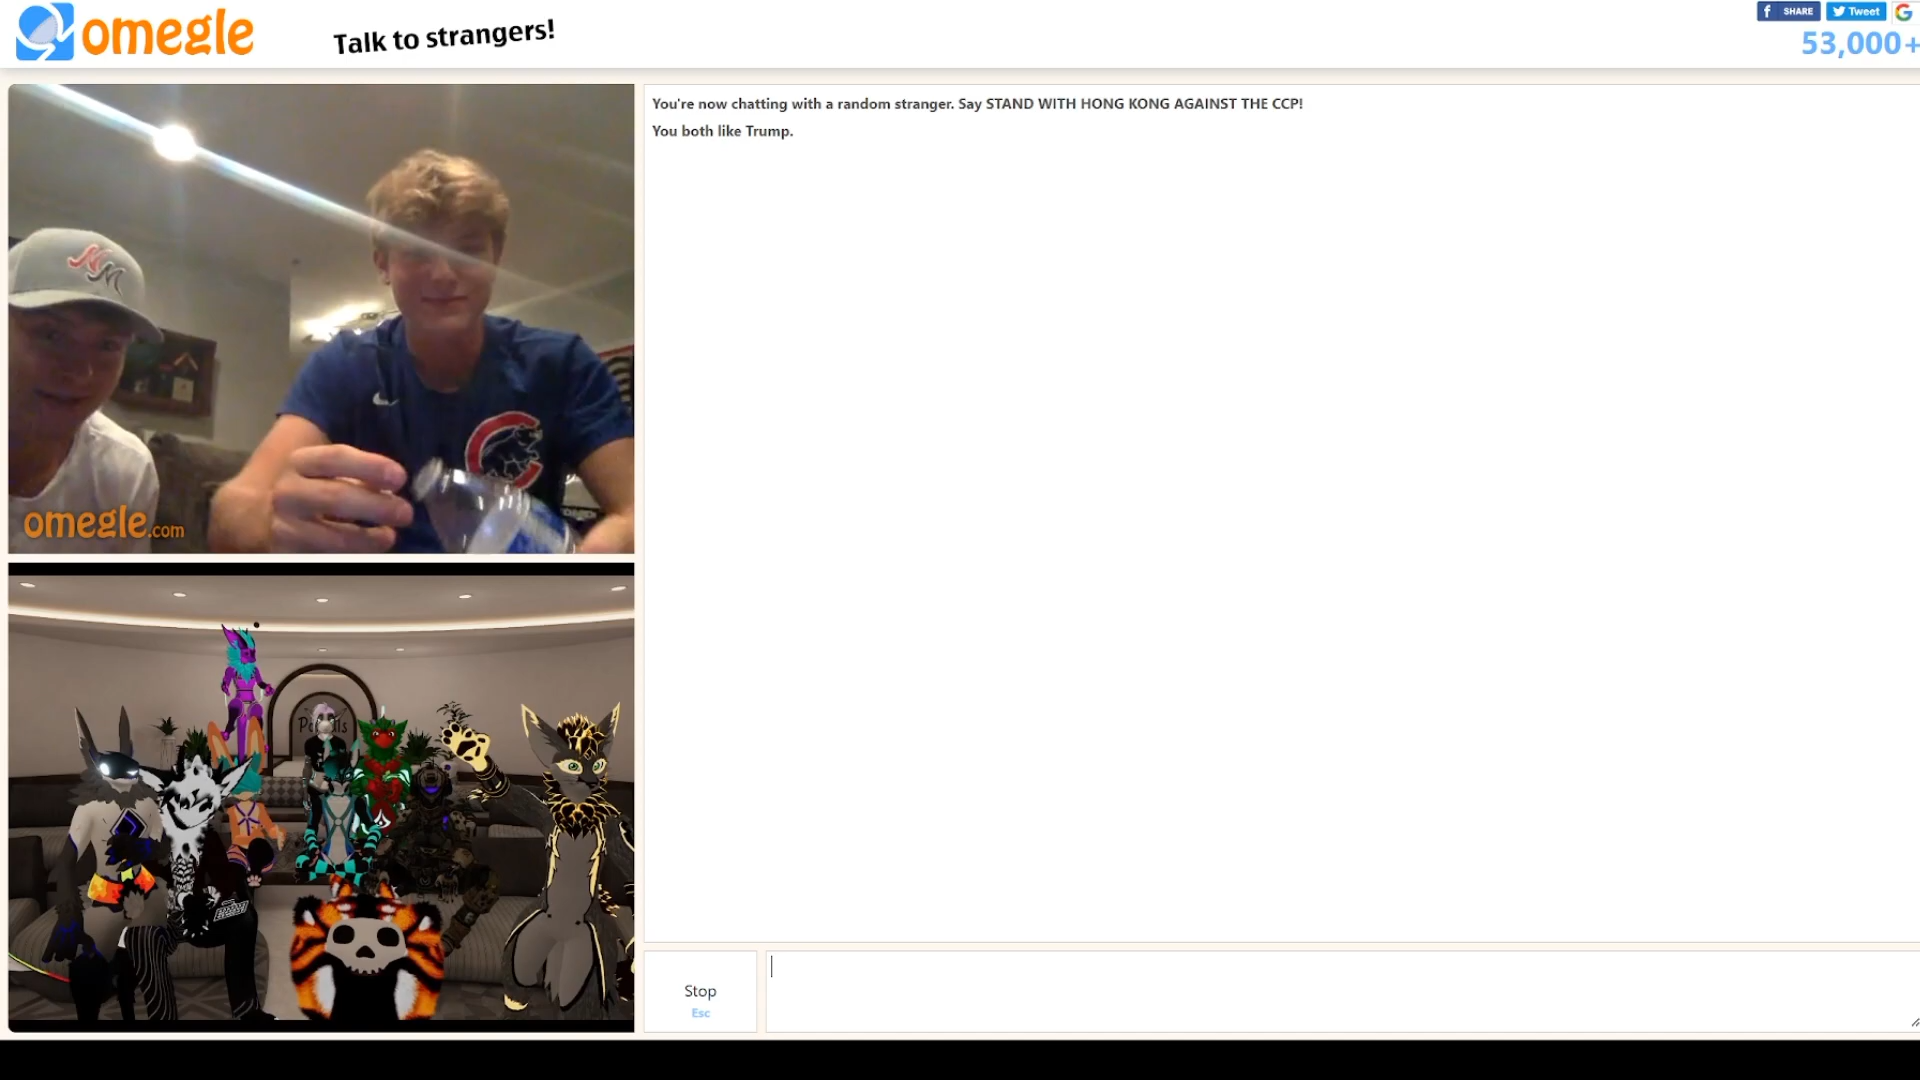 omegle
Talk to strangers!
SHARE
Tweet
53,000+
You're now chatting with a random stranger. Say STAND WITH HONG KONG AGAINST THE CCP!
You both like Trump.
omegle.com
Stop
Esc